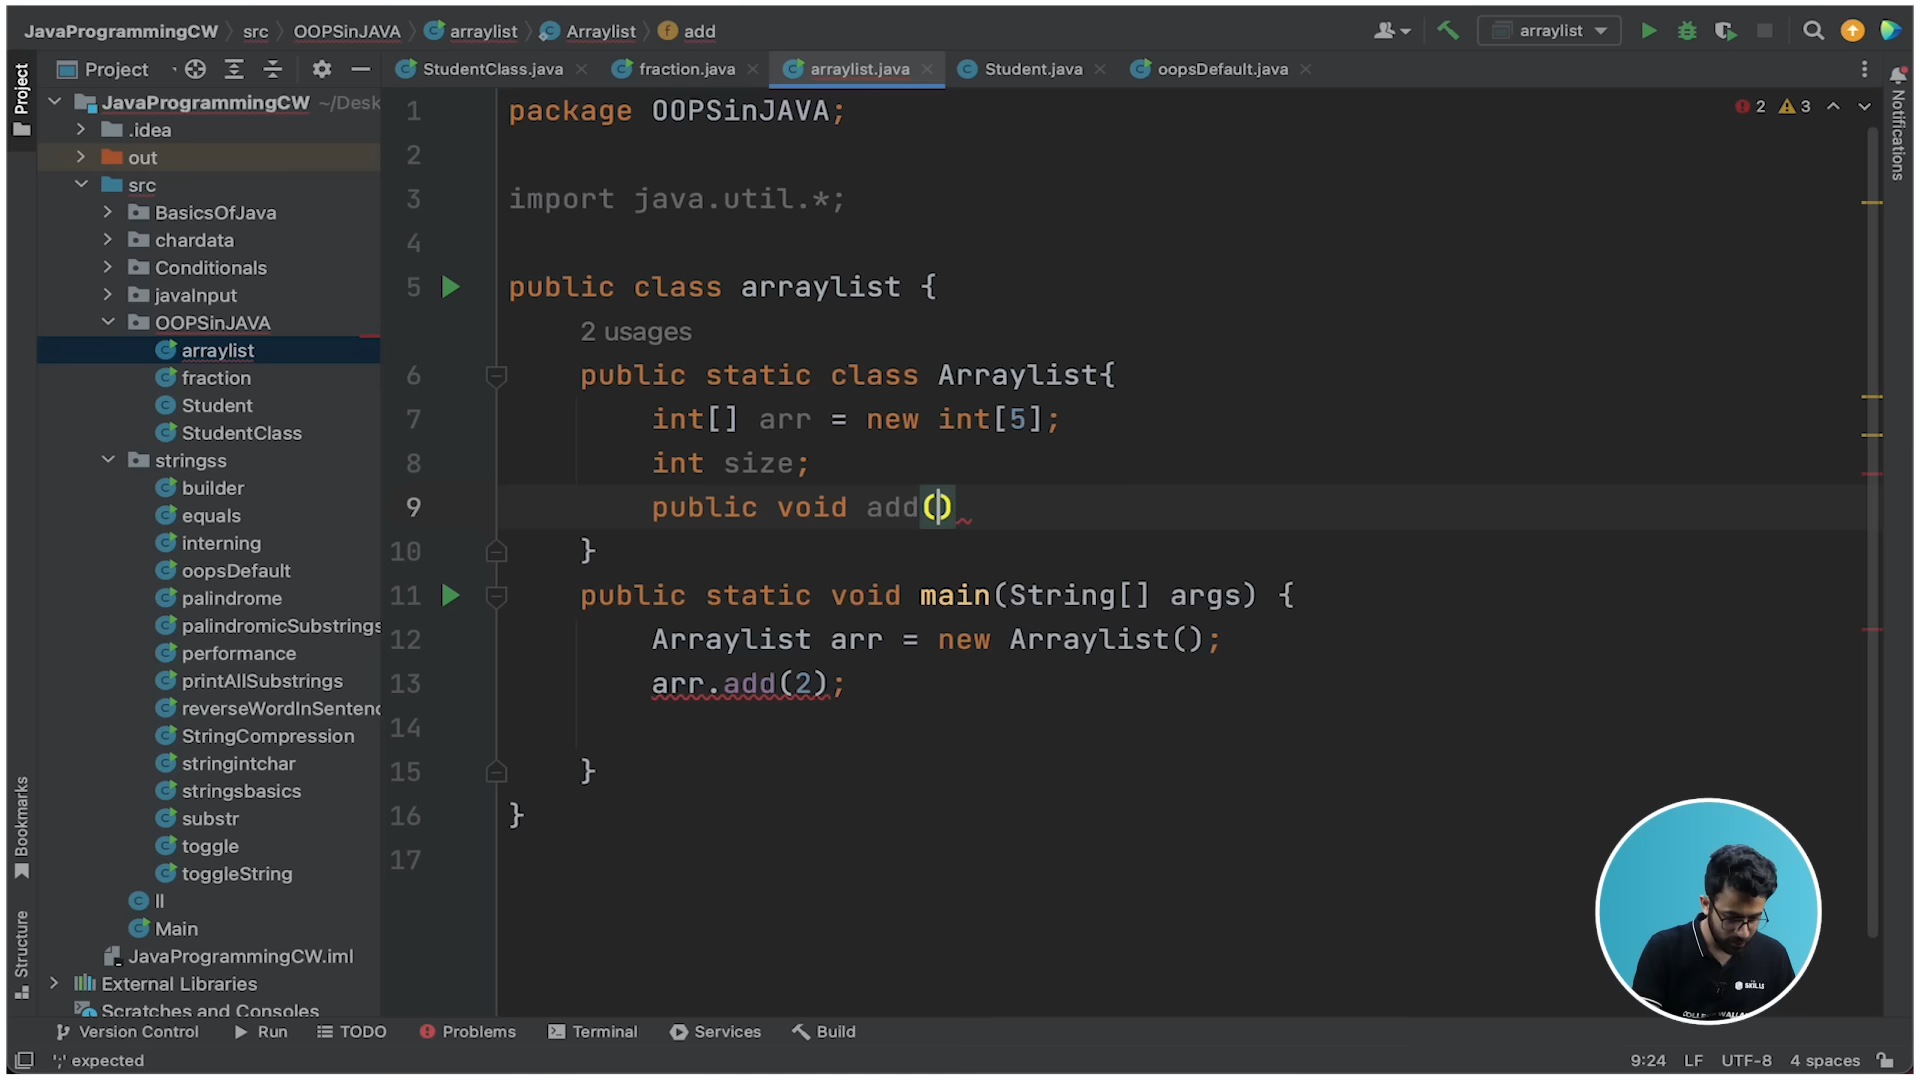 JavaProgrammingCW src OOPSinJAVA arraylist Arraylist add arraylist
Project StudentClass.java fraction.java arraylist.java Student.java oopsDefault.java
Project
JavaProgrammingCW ~/Desk
.idea
out
src
BasicsOfJava
chardata
Conditionals
javaInput
OOPSinJAVA
arraylist
fraction
Student
StudentClass
stringss
builder
equals
interning
oopsDefault
palindrome
palindromicSubstrings
performance
printAllSubstrings
reverseWordInSentenc
StringCompression
stringintchar
stringsbasics
substr
toggle
toggleString
ll
Main
JavaProgrammingCW.iml
External Libraries
Scratches and Consoles
Bookmarks
Structure
1 package OOPSinJAVA;
2
3 import java.util.*;
4
5 public class arraylist {
2 usages
6 public static class Arraylist{
7 int[] arr = new int[5];
8 int size;
9 public void add()
10 }
11 public static void main(String[] args) {
12 Arraylist arr = new Arraylist();
13 arr.add(2);
14
15 }
16 }
17
2 3
Notifications
SKILLS
Version Control Run TODO Problems Terminal Services Build
';' expected 9:24 LF UTF-8 4 spaces